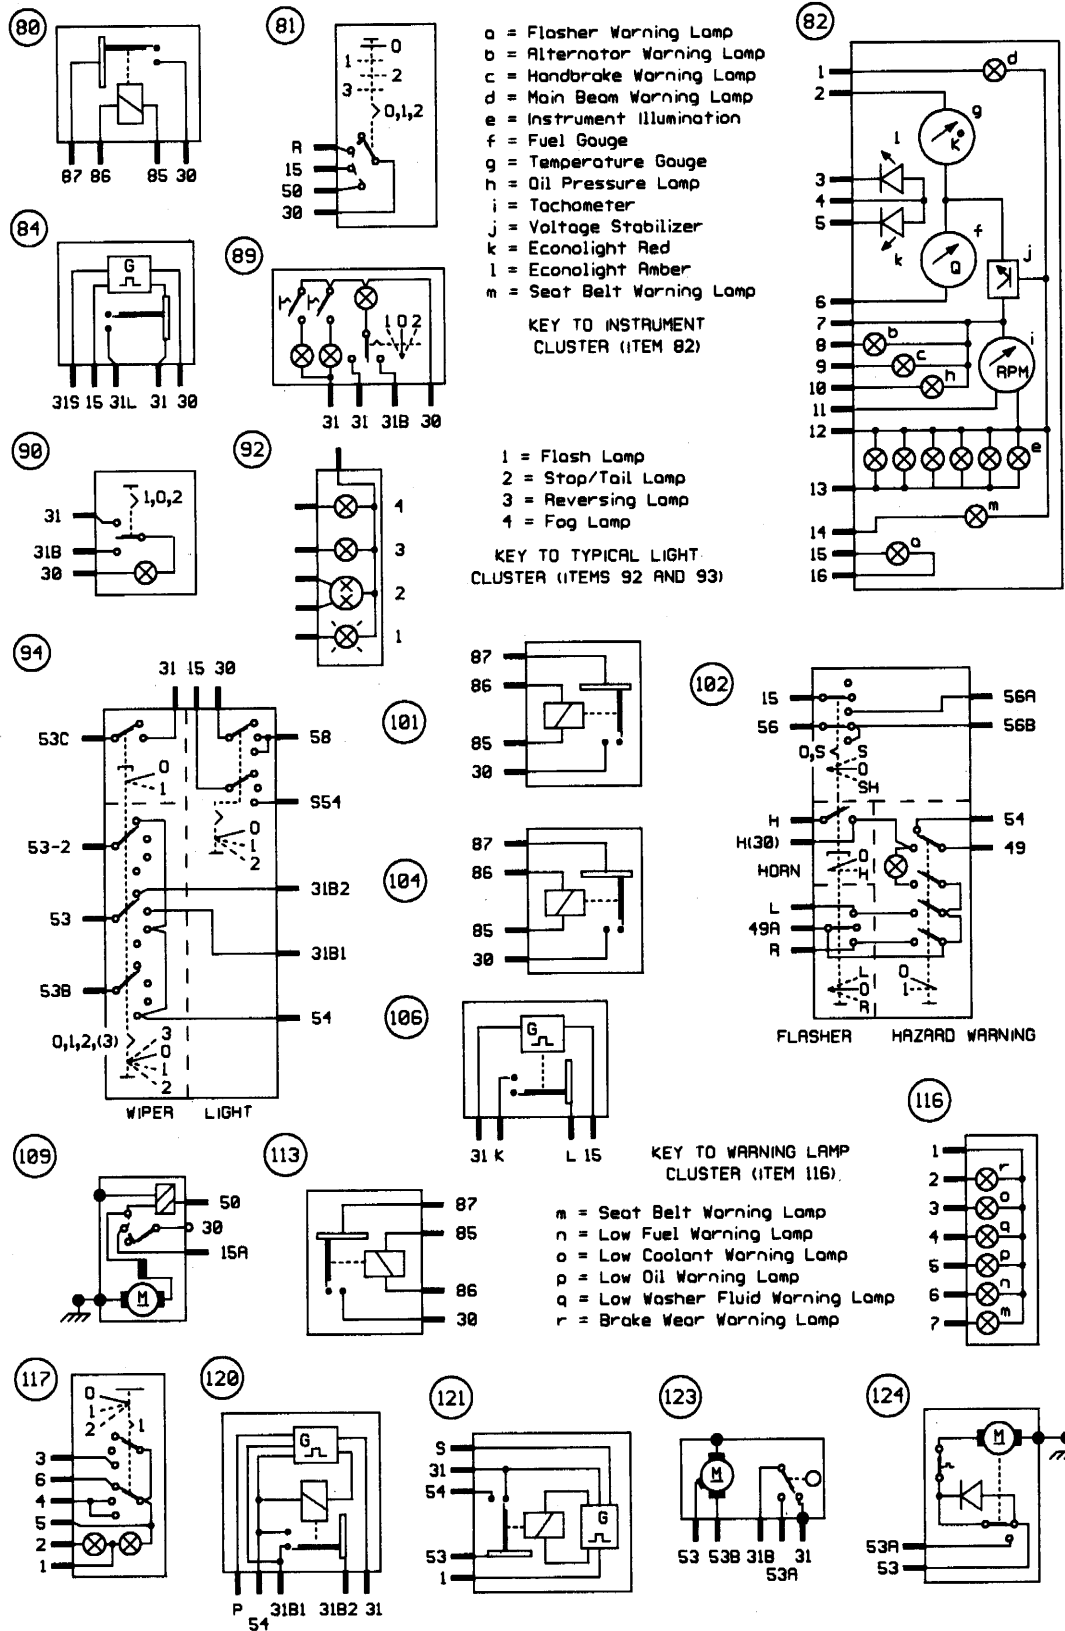 80
87 86 85 30
81
0
1
2
3
0,1,2
R
15
50
30
a = Flasher Warning Lamp
b = Alternator Warning Lamp
c = Handbrake Warning Lamp
d = Main Beam Warning Lamp
e = Instrument Illumination
f = Fuel Gauge
g = Temperature Gauge
h = Oil Pressure Lamp
i = Tachometer
j = Voltage Stabilizer
k = Econolight Red
l = Econolight Amber
m = Seat Belt Warning Lamp
KEY TO INSTRUMENT
CLUSTER (ITEM 82)
82
1
2
3
4
5
6
7
8
9
10
11
12
13
14
15
16
d
g
K°
l
k
f
Q
j
b
c
h
i
RPM
e
m
a
84
G
31S 15 31L 31 30
89
1 0 2
31 31 31B 30
90
1,0,2
31
31B
30
92
4
3
2
1
1 = Flash Lamp
2 = Stop/Tail Lamp
3 = Reversing Lamp
4 = Fog Lamp
KEY TO TYPICAL LIGHT
CLUSTER (ITEMS 92 AND 93)
94
31 15 30
53C
53-2
53
53B
58
S54
31B2
31B1
54
0
1
0
1
2
0,1,2,(3)
3
0
1
2
WIPER LIGHT
101
87
86
85
30
104
87
86
85
30
106
G
31 K L 15
102
15
56
56A
56B
0,S
S
0
SH
H
H(30)
HORN
0
H
54
49
L
49A
R
L
0
R
0
1
FLASHER HAZARD WARNING
109
50
30
15A
M
113
87
85
86
30
KEY TO WARNING LAMP
CLUSTER (ITEM 116)
m = Seat Belt Warning Lamp
n = Low Fuel Warning Lamp
o = Low Coolant Warning Lamp
p = Low Oil Warning Lamp
q = Low Washer Fluid Warning Lamp
r = Brake Wear Warning Lamp
116
1
2 r
3 o
4 q
5 p
6 n
7 m
117
0
1
2
1
3
6
4
5
2
1
120
G
P 54 31B1 31B2 31
121
S
31
54
53
1
G
123
M
53 53B 31B 53A 31
124
M
53A
53